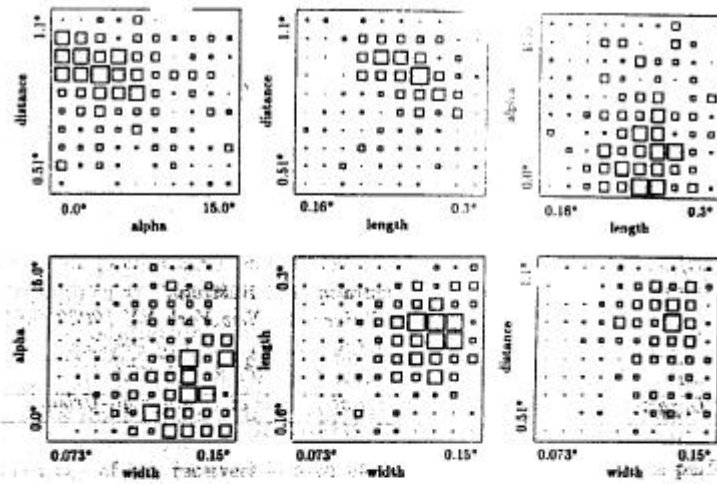 1.1* 1.1*
distance distance alpha
0.51* 0.51* 0.0*
0.0* 15.0* 0.16* 0.3* 0.16* 0.3*
alpha length length
15.0* 0.3* 1.1*
alpha length distance
0.0* 0.16* 0.51*
0.073* 0.15* 0.073* 0.15* 0.073* 0.15*
width width width